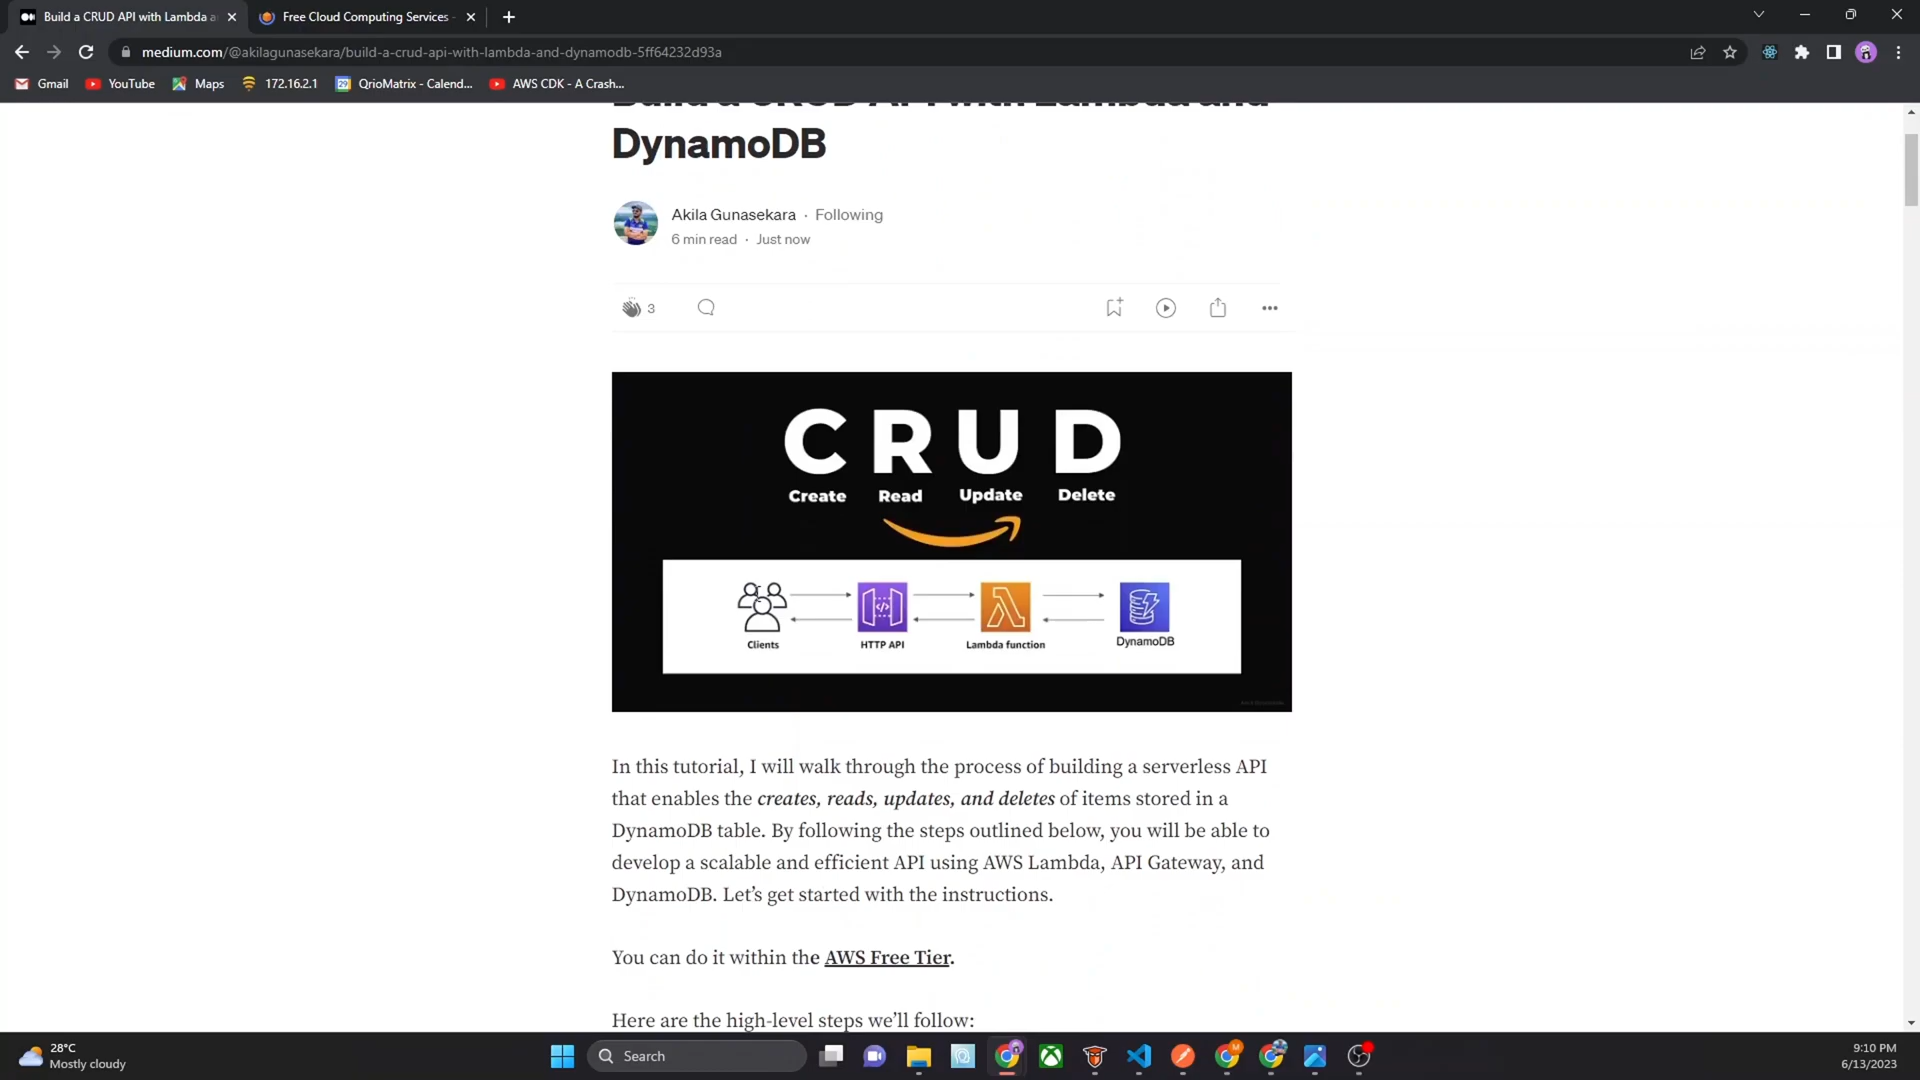 Build a CRUD API with Lambda a
Free Cloud Computing Services -
medium.com/@akilagunasekara/build-a-crud-api-with-lambda-and-dynamodb-5ff64232d93a
Gmail
YouTube
Maps
172.16.2.1
QrioMatrix - Calend...
AWS CDK - A Crash...
Build a CRUD API with Lambda and
DynamoDB
Akila Gunasekara · Following
6 min read · Just now
3
CRUD
Create Read Update Delete
Clients
HTTP API
Lambda function
DynamoDB
In this tutorial, I will walk through the process of building a serverless API
that enables the creates, reads, updates, and deletes of items stored in a
DynamoDB table. By following the steps outlined below, you will be able to
develop a scalable and efficient API using AWS Lambda, API Gateway, and
DynamoDB. Let’s get started with the instructions.
You can do it within the AWS Free Tier.
Here are the high-level steps we’ll follow:
28°C
Mostly cloudy
Search
9:10 PM
6/13/2023